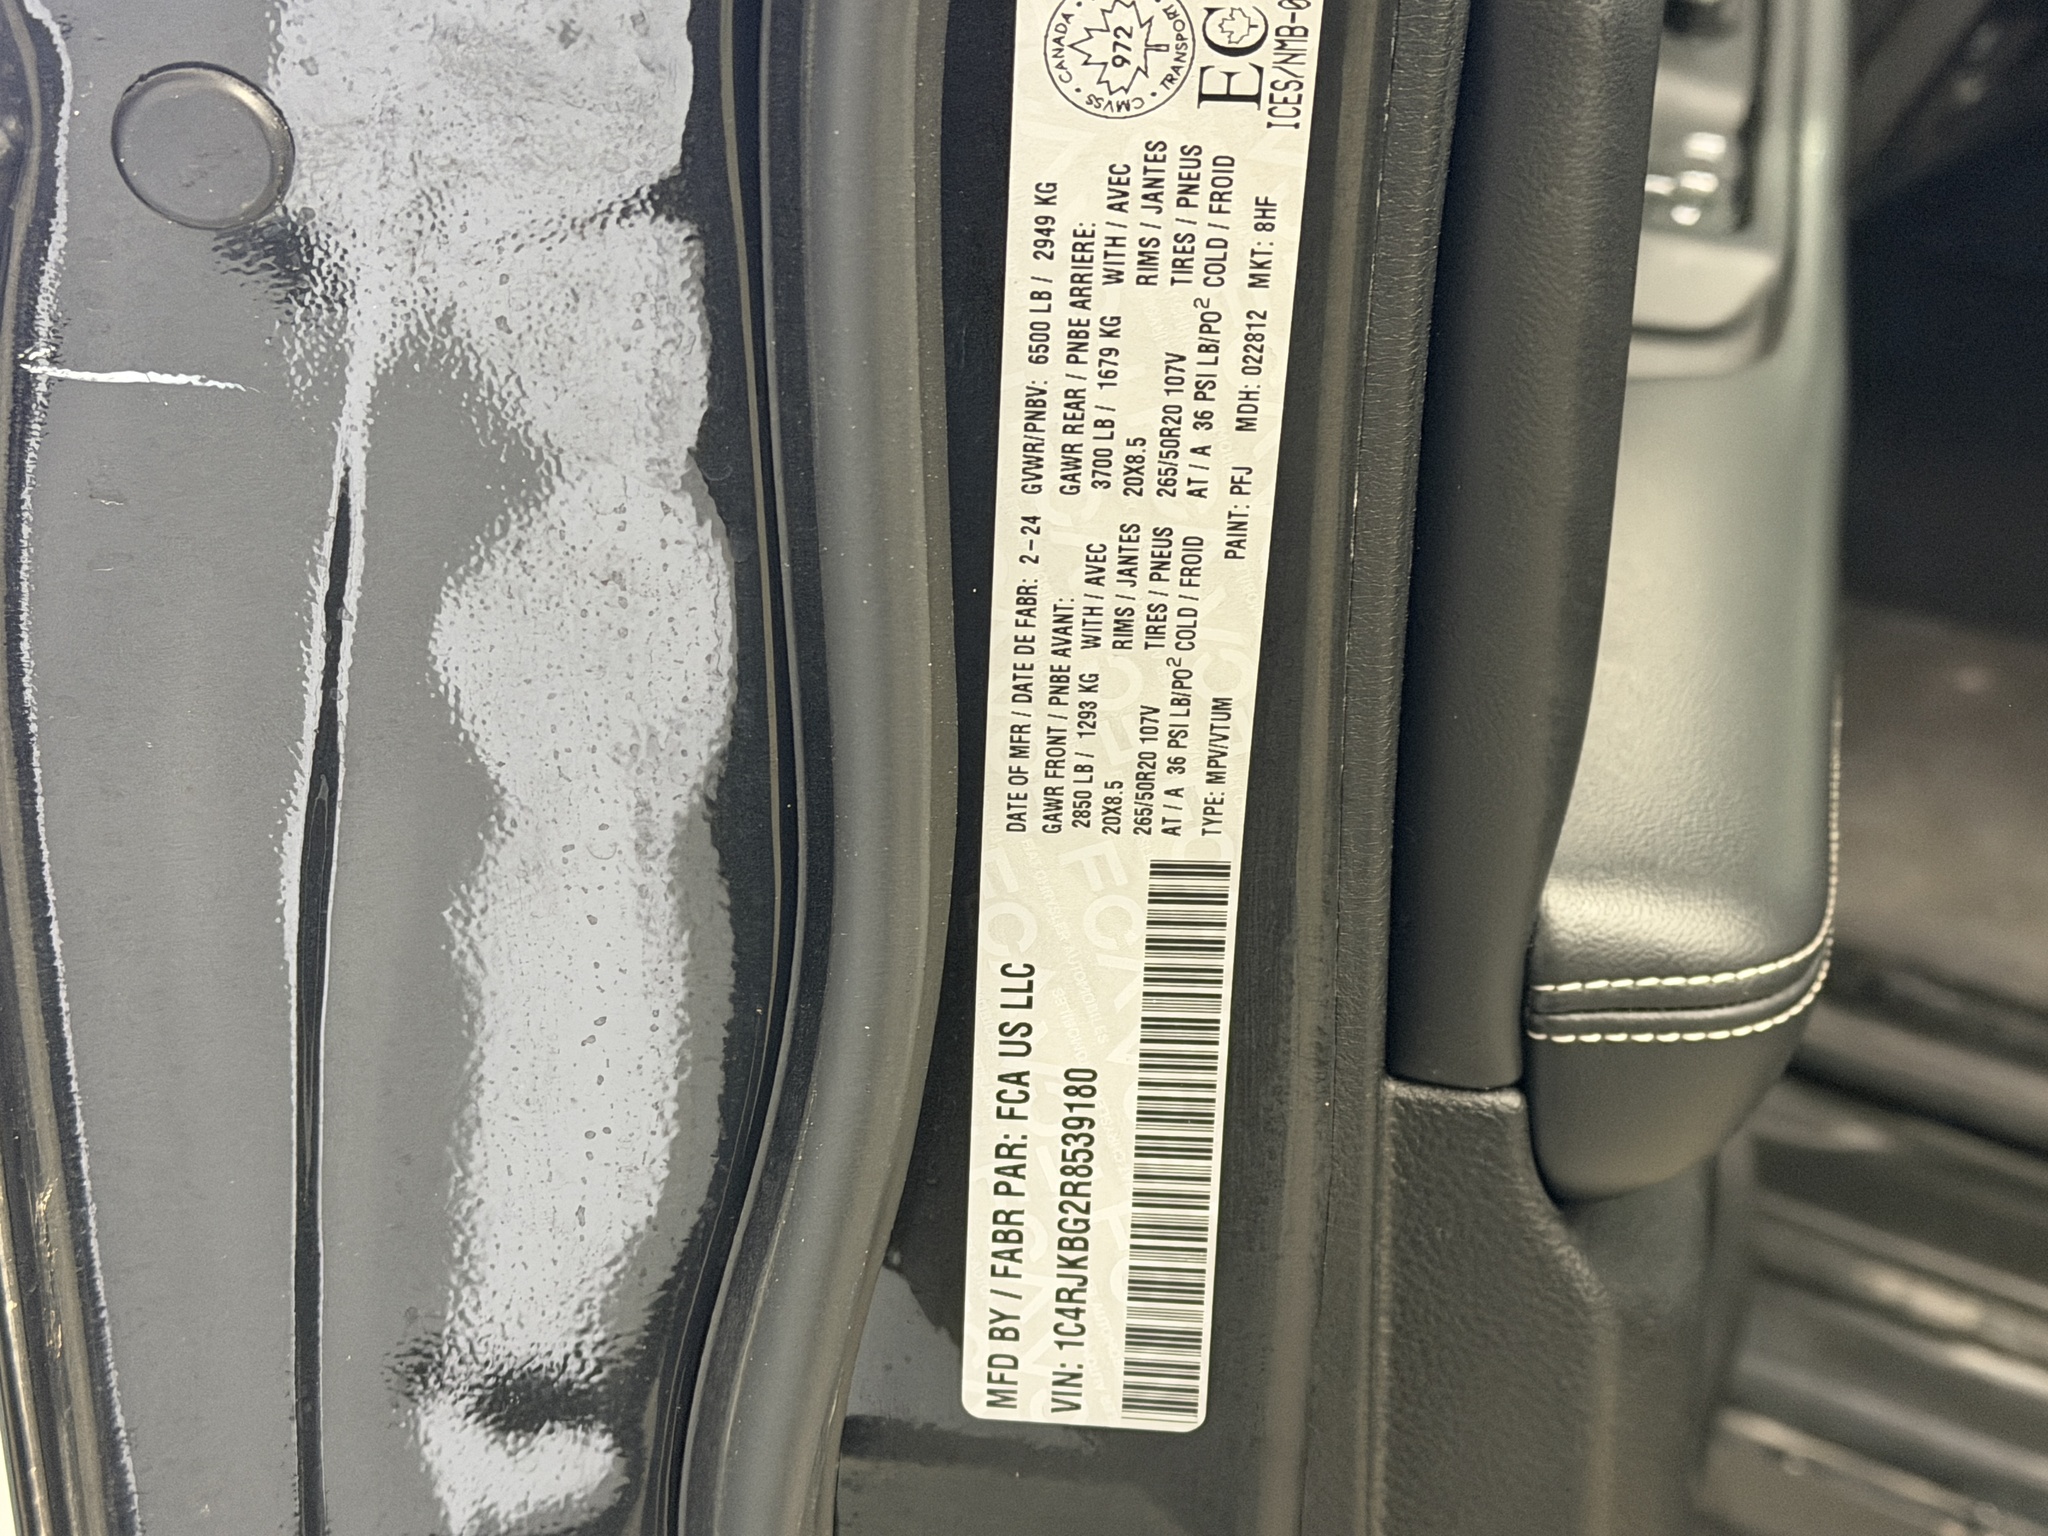 MFD BY / FABR PAR: FCA US LLC
VIN: 1C4RJKBG2R8539180
DATE OF MFR / DATE DE FABR: 2-24
GAWR FRONT / PNBE AVANT:
2850 LB / 1293 KG WITH / AVEC
20X8.5 RIMS / JANTES
265/50R20 107V TIRES / PNEUS
AT / A 36 PSI LB/PO² COLD / FROID
TYPE: MPV/VTUM
GVWR/PNBV: 6500 LB / 2949 KG
GAWR REAR / PNBE ARRIERE:
3700 LB / 1679 KG WITH / AVEC
20X8.5 RIMS / JANTES
265/50R20 107V TIRES / PNEUS
AT / A 36 PSI LB/PO² COLD / FROID
PAINT: PFJ MDH: 022812 MKT: 8HF
CANADA • TRANSPORT • CMVSS •
972
EC
ICES/NMB-0